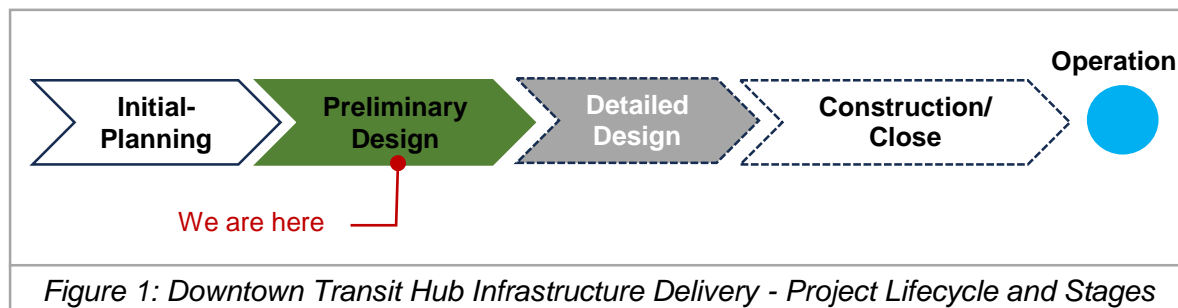 Operation
Initial-
Planning
Preliminary
Design
Detailed
Design
Construction/
Close
We are here
Figure 1: Downtown Transit Hub Infrastructure Delivery - Project Lifecycle and Stages